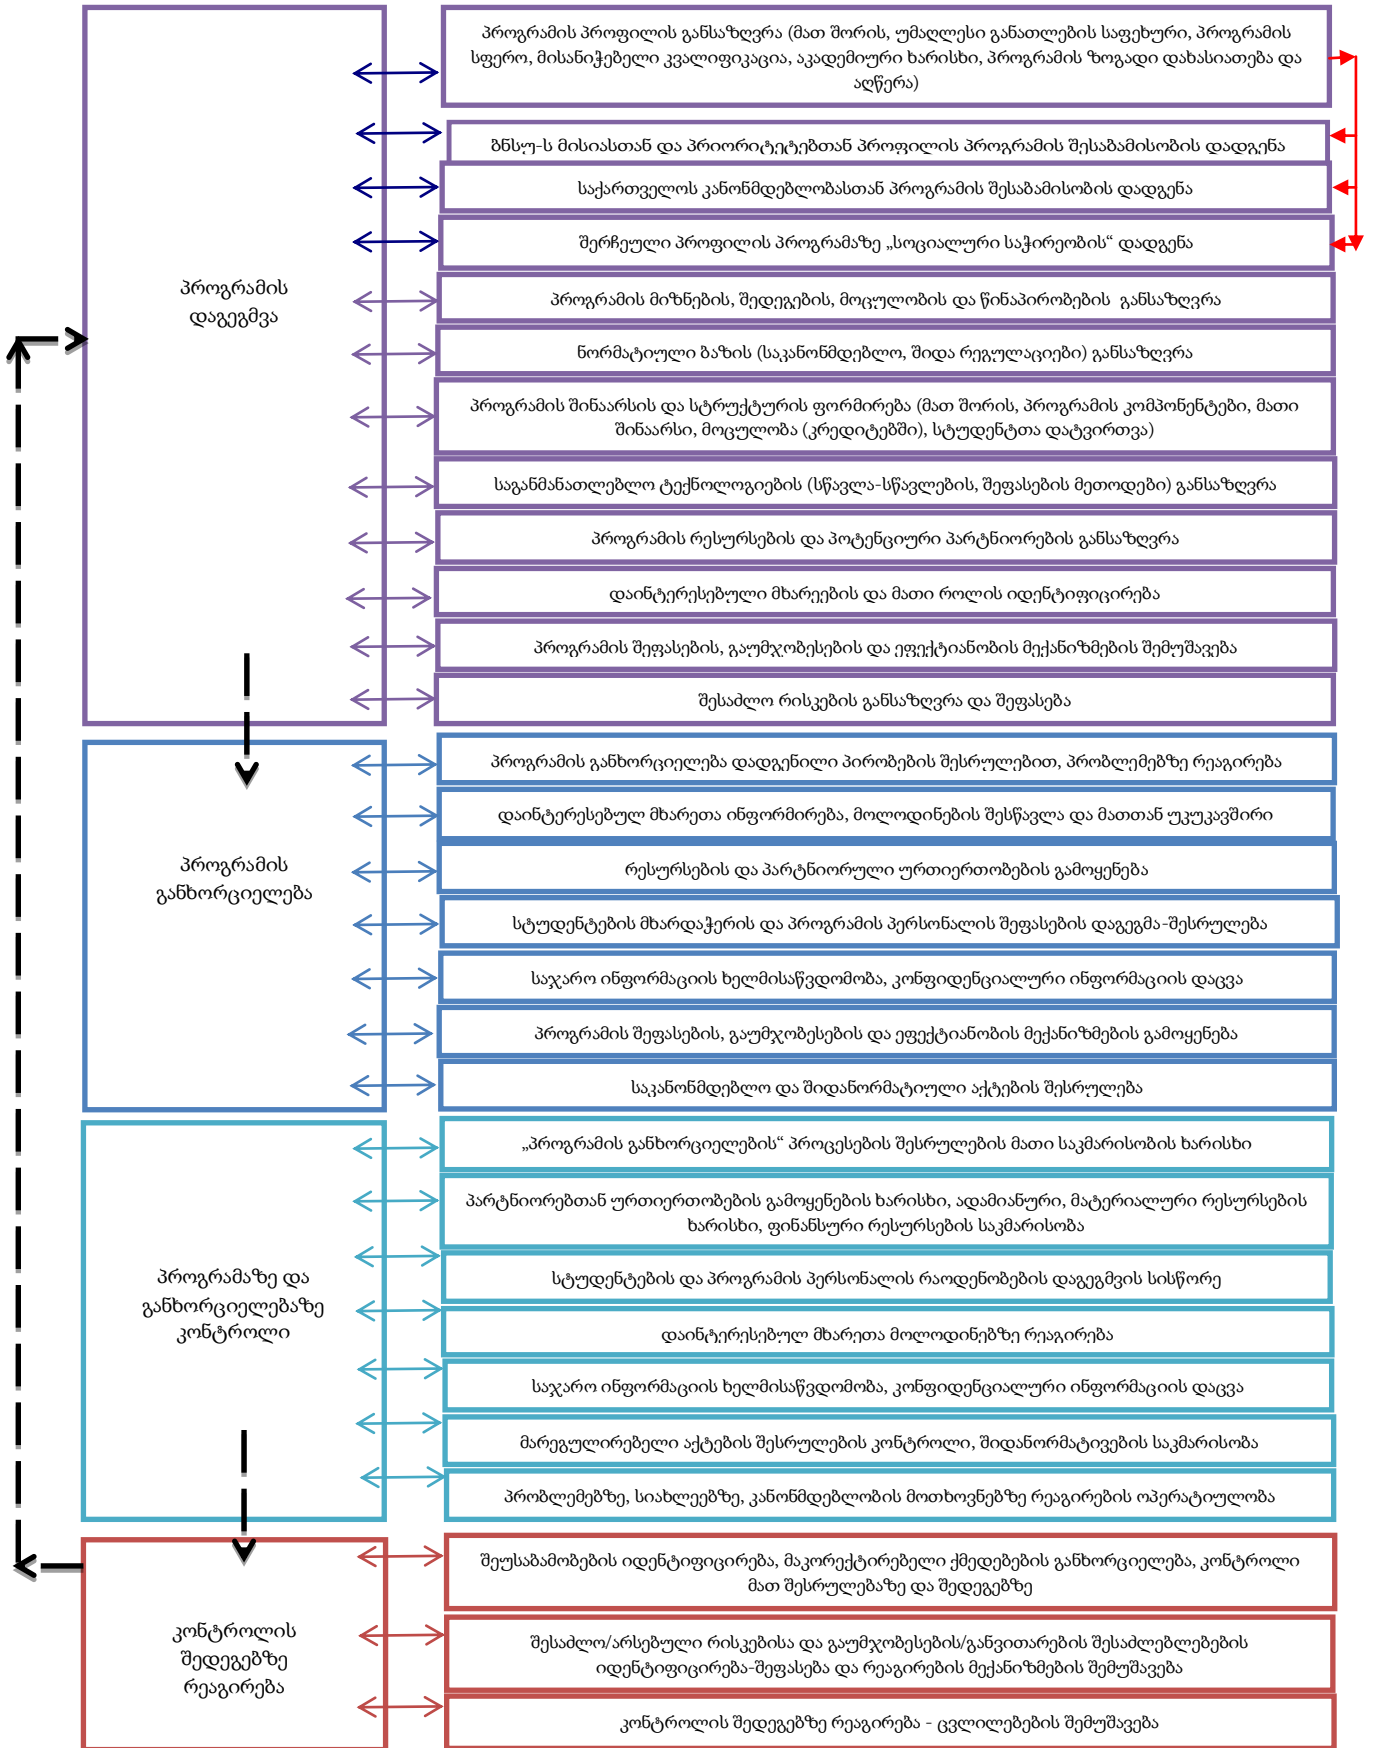 პროგრამის პროფილის განსაზღვრა (მათ შორის, უმაღლესი განათლების საფეხური, პროგრამის
სფერო, მისანიჭებელი კვალიფიკაცია, აკადემიური ხარისხი, პროგრამის ზოგადი დახასიათება და
აღწერა)
ბნსუ-ს მისიასთან და პრიორიტეტებთან პროფილის პროგრამის შესაბამისობის დადგენა
საქართველოს კანონმდებლობასთან პროგრამის შესაბამისობის დადგენა
შერჩეული პროფილის პროგრამაზე „სოციალური საჭირეობის“ დადგენა
პროგრამის
დაგეგმვა
პროგრამის მიზნების, შედეგების, მოცულობის და წინაპირობების განსაზღვრა
ნორმატიული ბაზის (საკანონმდებლო, შიდა რეგულაციები) განსაზღვრა
პროგრამის შინაარსის და სტრუქტურის ფორმირება (მათ შორის, პროგრამის კომპონენტები, მათი
შინაარსი, მოცულობა (კრედიტებში), სტუდენტთა დატვირთვა)
საგანმანათლებლო ტექნოლოგიების (სწავლა-სწავლების, შეფასების მეთოდები) განსაზღვრა
პროგრამის რესურსების და პოტენციური პარტნიორების განსაზღვრა
დაინტერესებული მხარეების და მათი როლის იდენტიფიცირება
პროგრამის შეფასების, გაუმჯობესების და ეფექტიანობის მექანიზმების შემუშავება
შესაძლო რისკების განსაზღვრა და შეფასება
პროგრამის განხორციელება დადგენილი პირობების შესრულებით, პრობლემებზე რეაგირება
დაინტერესებულ მხარეთა ინფორმირება, მოლოდინების შესწავლა და მათთან უკუკავშირი
პროგრამის
განხორციელება
რესურსების და პარტნიორული ურთიერთობების გამოყენება
სტუდენტების მხარდაჭერის და პროგრამის პერსონალის შეფასების დაგეგმა-შესრულება
საჯარო ინფორმაციის ხელმისაწვდომობა, კონფიდენციალური ინფორმაციის დაცვა
პროგრამის შეფასების, გაუმჯობესების და ეფექტიანობის მექანიზმების გამოყენება
საკანონმდებლო და შიდანორმატიული აქტების შესრულება
„პროგრამის განხორციელების“ პროცესების შესრულების მათი საკმარისობის ხარისხი
პარტნიორებთან ურთიერთობების გამოყენების ხარისხი, ადამიანური, მატერიალური რესურსების
ხარისხი, ფინანსური რესურსების საკმარისობა
პროგრამაზე და
განხორციელებაზე
კონტროლი
სტუდენტების და პროგრამის პერსონალის რაოდენობების დაგეგმვის სისწორე
დაინტერესებულ მხარეთა მოლოდინებზე რეაგირება
საჯარო ინფორმაციის ხელმისაწვდომობა, კონფიდენციალური ინფორმაციის დაცვა
მარეგულირებელი აქტების შესრულების კონტროლი, შიდანორმატივების საკმარისობა
პრობლემებზე, სიახლეებზე, კანონმდებლობის მოთხოვნებზე რეაგირების ოპერატიულობა
შეუსაბამობების იდენტიფიცირება, მაკორექტირებელი ქმედებების განხორციელება, კონტროლი
მათ შესრულებაზე და შედეგებზე
კონტროლის
შედეგებზე
რეაგირება
შესაძლო/არსებული რისკებისა და გაუმჯობესების/განვითარების შესაძლებლებების
იდენტიფიცირება-შეფასება და რეაგირების მექანიზმების შემუშავება
კონტროლის შედეგებზე რეაგირება - ცვლილებების შემუშავება